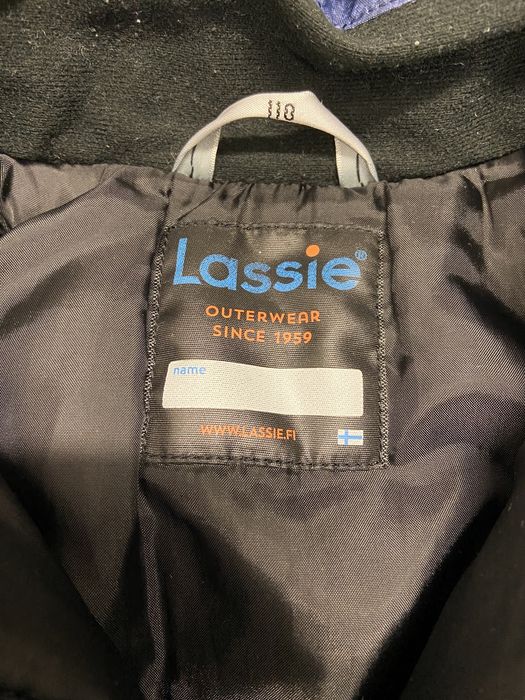 110
Lassie®
OUTERWEAR
SINCE 1959
name
WWW.LASSIE.FI